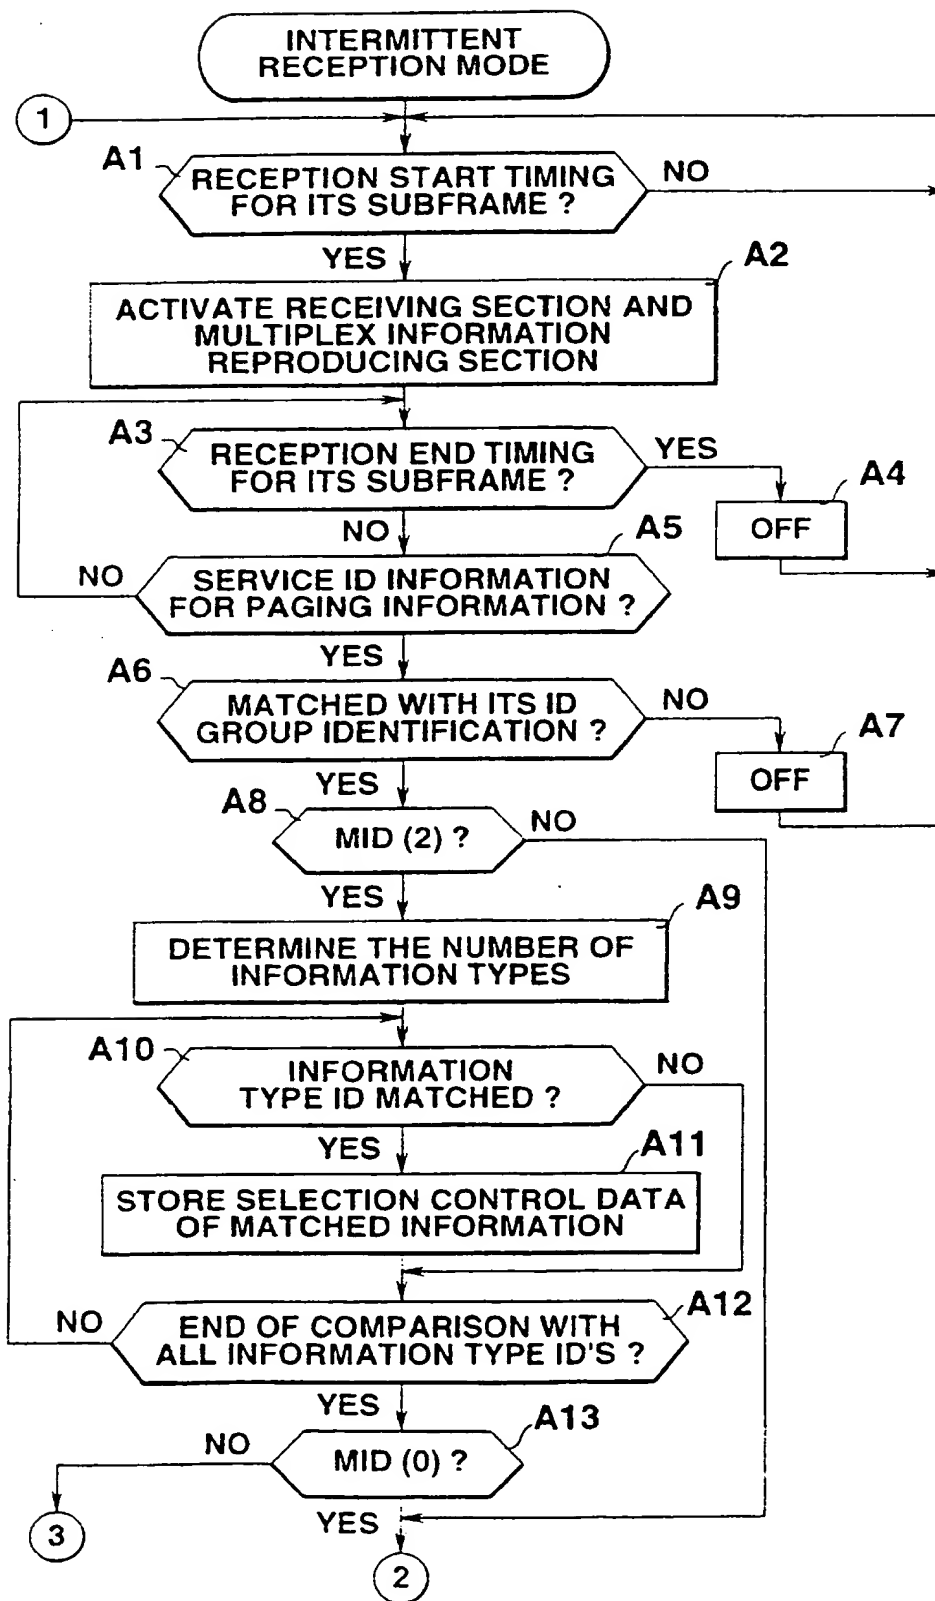 INTERMITTENT
RECEPTION MODE
1
A1
RECEPTION START TIMING
FOR ITS SUBFRAME ?
NO
YES
A2
ACTIVATE RECEIVING SECTION AND
MULTIPLEX INFORMATION
REPRODUCING SECTION
A3
RECEPTION END TIMING
FOR ITS SUBFRAME ?
YES
A4
OFF
NO
A5
NO
SERVICE ID INFORMATION
FOR PAGING INFORMATION ?
YES
A6
MATCHED WITH ITS ID
GROUP IDENTIFICATION ?
NO
A7
OFF
YES
A8
MID (2) ?
NO
YES
A9
DETERMINE THE NUMBER OF
INFORMATION TYPES
A10
INFORMATION
TYPE ID MATCHED ?
NO
YES
A11
STORE SELECTION CONTROL DATA
OF MATCHED INFORMATION
A12
NO
END OF COMPARISON WITH
ALL INFORMATION TYPE ID'S ?
YES
A13
NO
MID (0) ?
YES
3
2